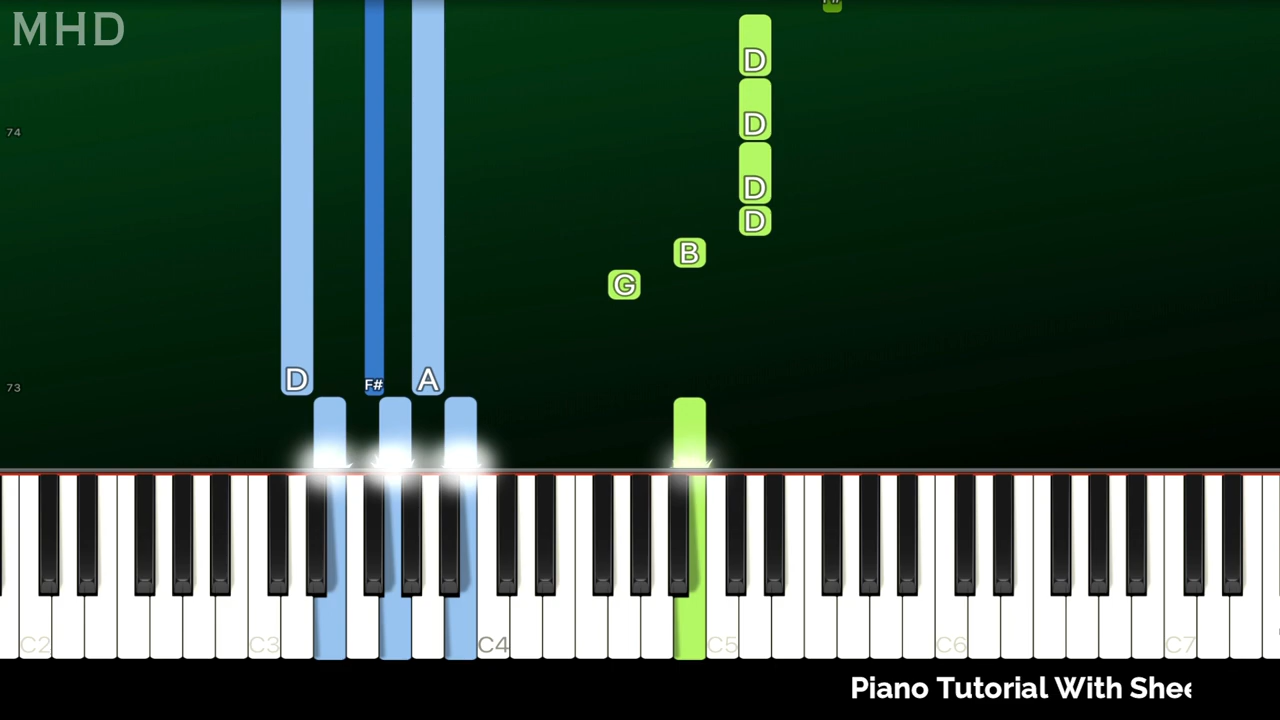 MHD
D
D
74
D
D
B
G
D F# A
73
C2 C3 C4 C5 C6 C7
Piano Tutorial With Shee